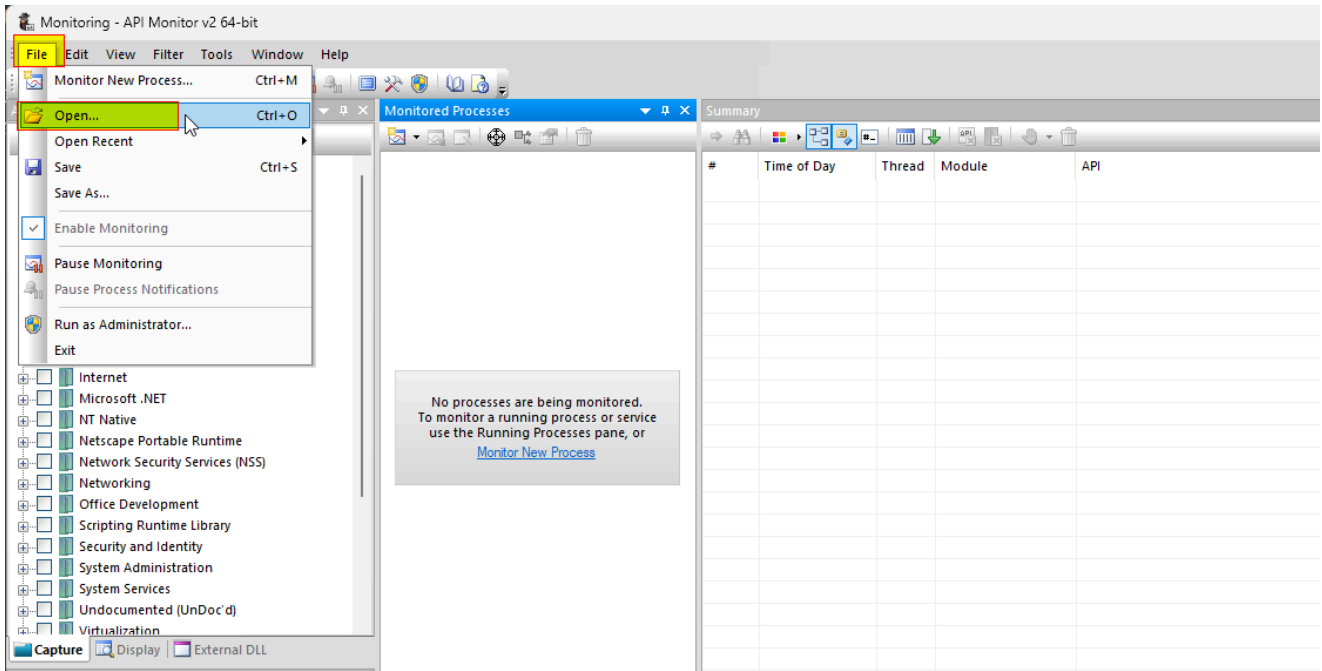 Monitoring - API Monitor v2 64-bit
File Edit View Filter Tools Window Help
Monitor New Process... Ctrl+M
Open... Ctrl+O
Open Recent
Save Ctrl+S
Save As...
Enable Monitoring
Pause Monitoring
Pause Process Notifications
Run as Administrator...
Exit
Internet
Microsoft .NET
NT Native
Netscape Portable Runtime
Network Security Services (NSS)
Networking
Office Development
Scripting Runtime Library
Security and Identity
System Administration
System Services
Undocumented (UnDoc'd)
Virtualization
Capture Display External DLL
Monitored Processes
No processes are being monitored.
To monitor a running process or service
use the Running Processes pane, or
Monitor New Process
Summary
# Time of Day Thread Module API